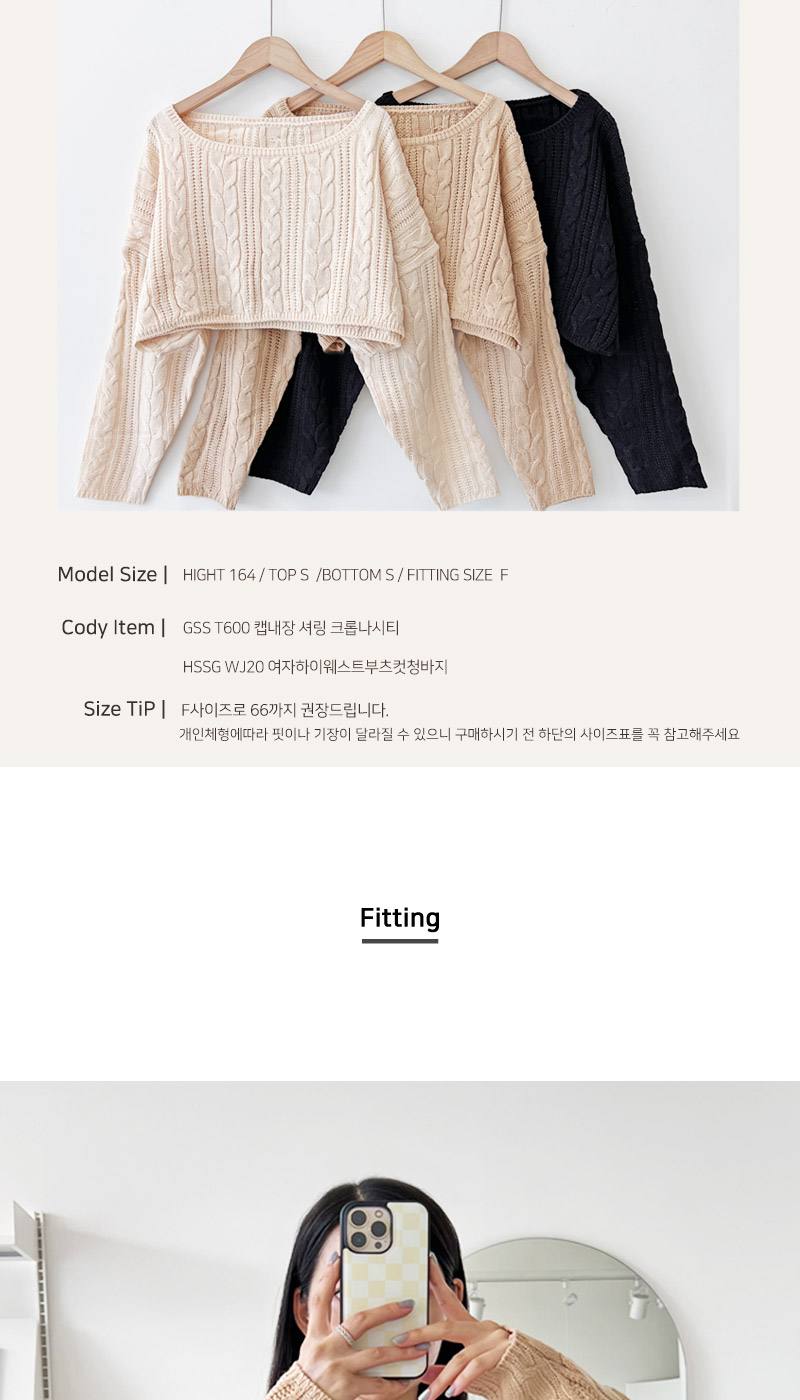 Model Size | HIGHT 164 / TOP S /BOTTOM S / FITTING SIZE F
Cody Item | GSS T600 캡내장 셔링 크롭나시티
HSSG WJ20 여자하이웨스트부츠컷청바지
Size TiP | F사이즈로 66까지 권장드립니다.
개인체형에따라 핏이나 기장이 달라질 수 있으니 구매하시기 전 하단의 사이즈표를 꼭 참고해주세요
Fitting